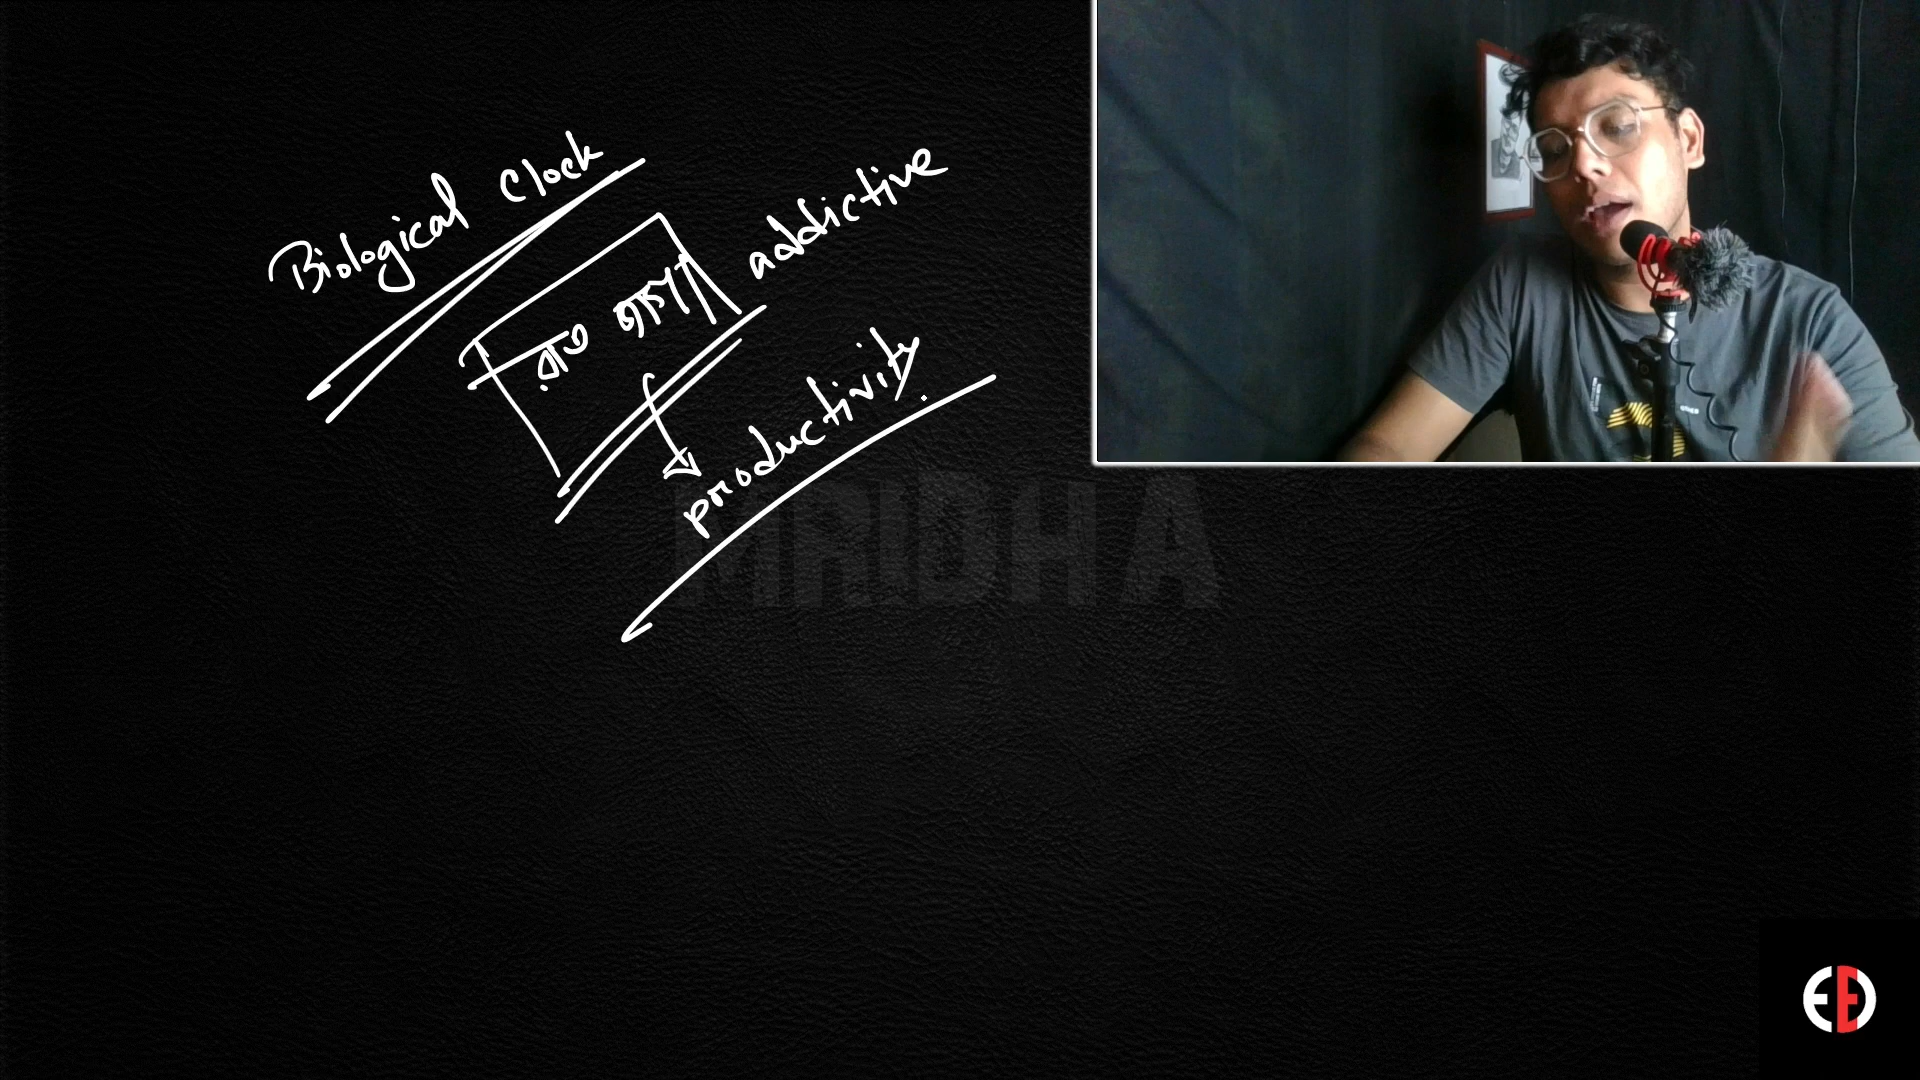 Biological Clock
রাত জাগা
addictive
productivity.
MRIDHA